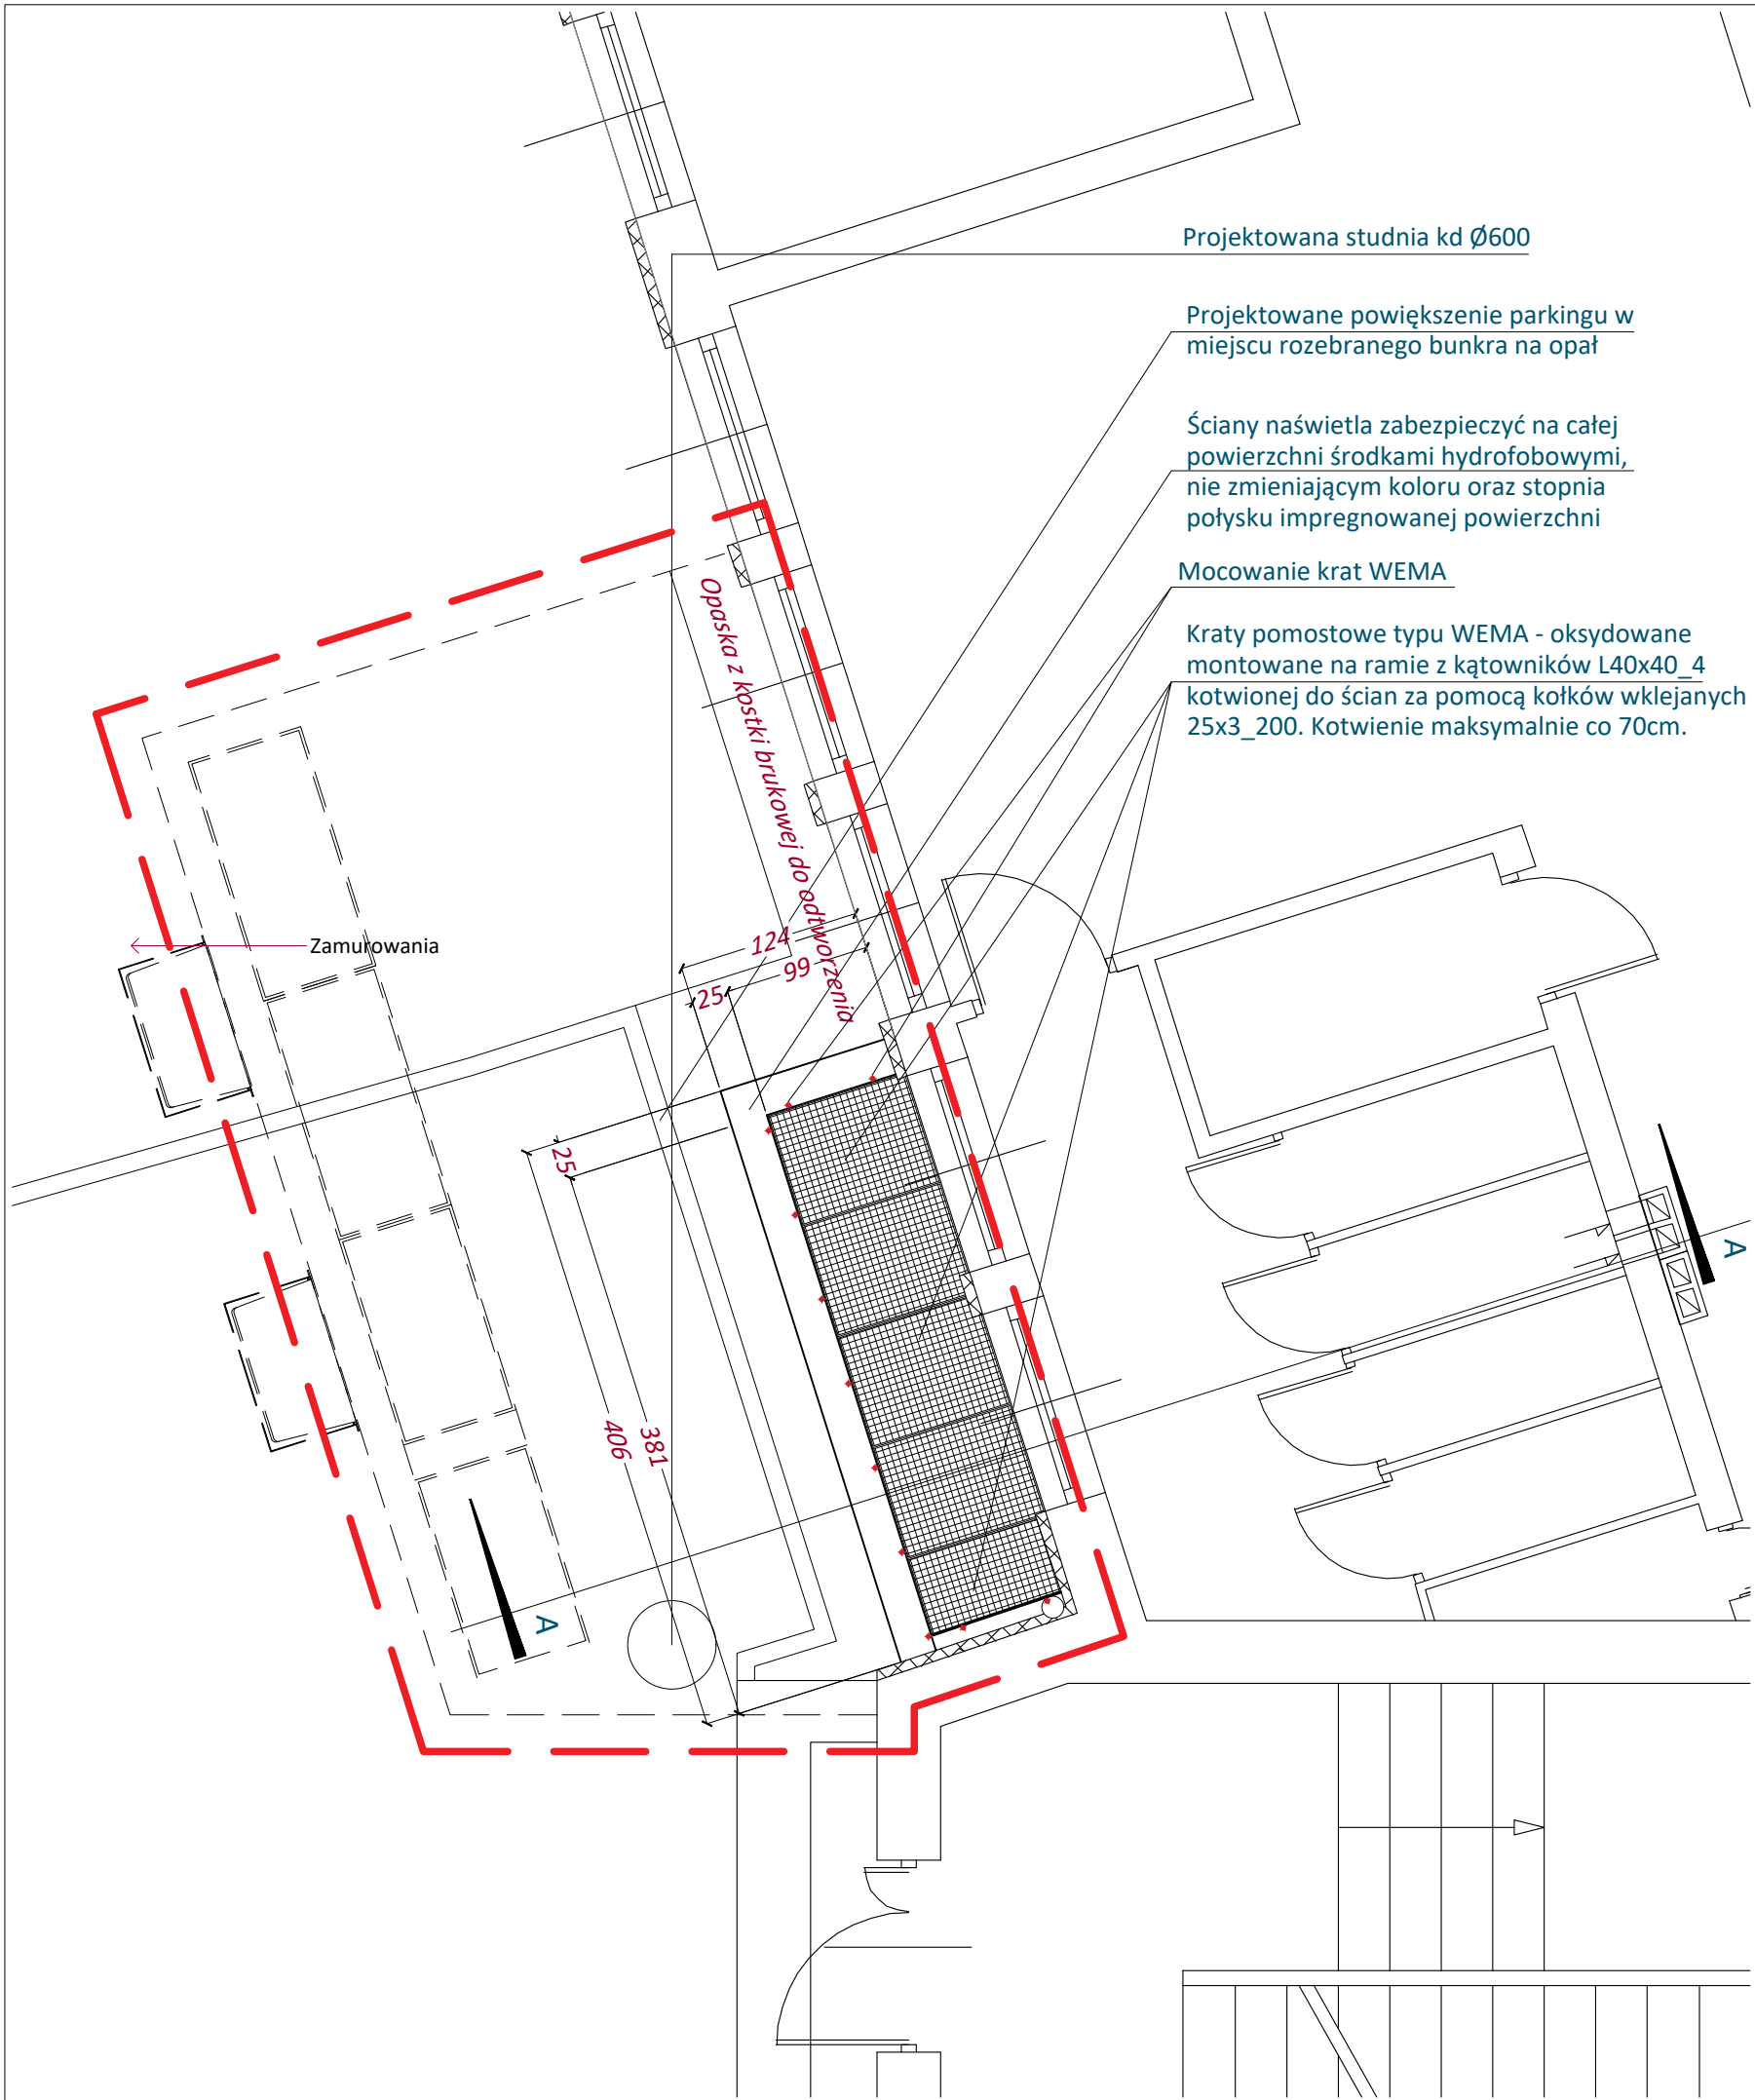 Projektowana studnia kd Ø600
Projektowane powiększenie parkingu w
miejscu rozebranego bunkra na opał
Ściany naświetla zabezpieczyć na całej
powierzchni środkami hydrofobowymi,
nie zmieniającym koloru oraz stopnia
połysku impregnowanej powierzchni
Mocowanie krat WEMA
Kraty pomostowe typu WEMA - oksydowane
montowane na ramie z kątowników L40x40_4
kotwionej do ścian za pomocą kołków wklejanych
25x3_200. Kotwienie maksymalnie co 70cm.
Opaska z kostki brukowej do odtworzenia
Zamurowania
124
99
25
25
381
406
A
A